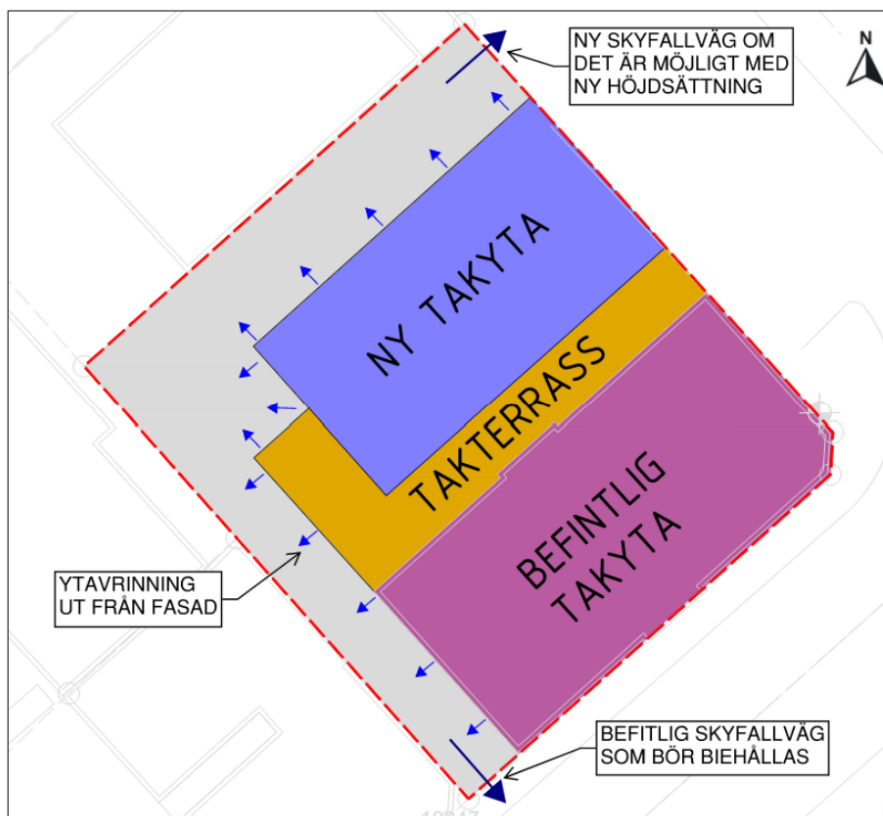 NY SKYFALLVÄG OM
DET ÄR MÖJLIGT MED
NY HÖJDSÄTTNING
N
NY TAKYTA
TAKTERRASS
BEFINTLIG
TAKYTA
YTAVRINNING
UT FRÅN FASAD
BEFITLIG SKYFALLVÄG
SOM BÖR BIEHÅLLAS